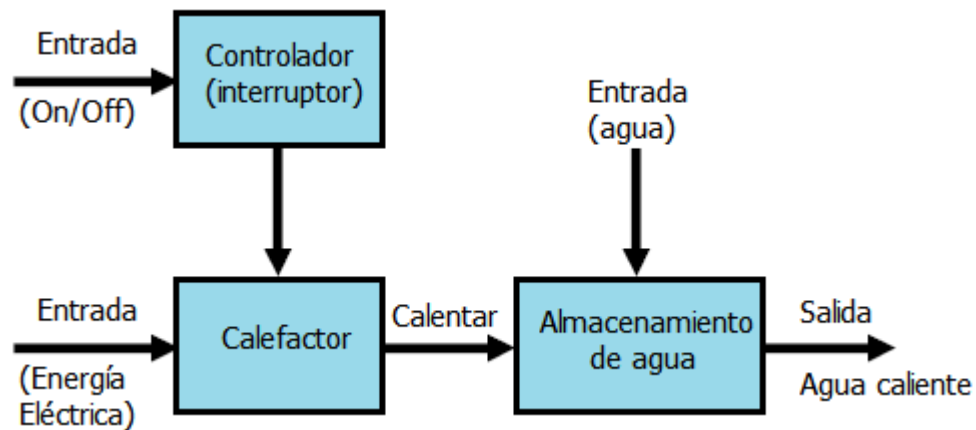 Entrada
(On/Off)
Controlador
(interruptor)
Entrada
(agua)
Entrada
(Energía
Eléctrica)
Calefactor
Calentar
Almacenamiento
de agua
Salida
Agua caliente